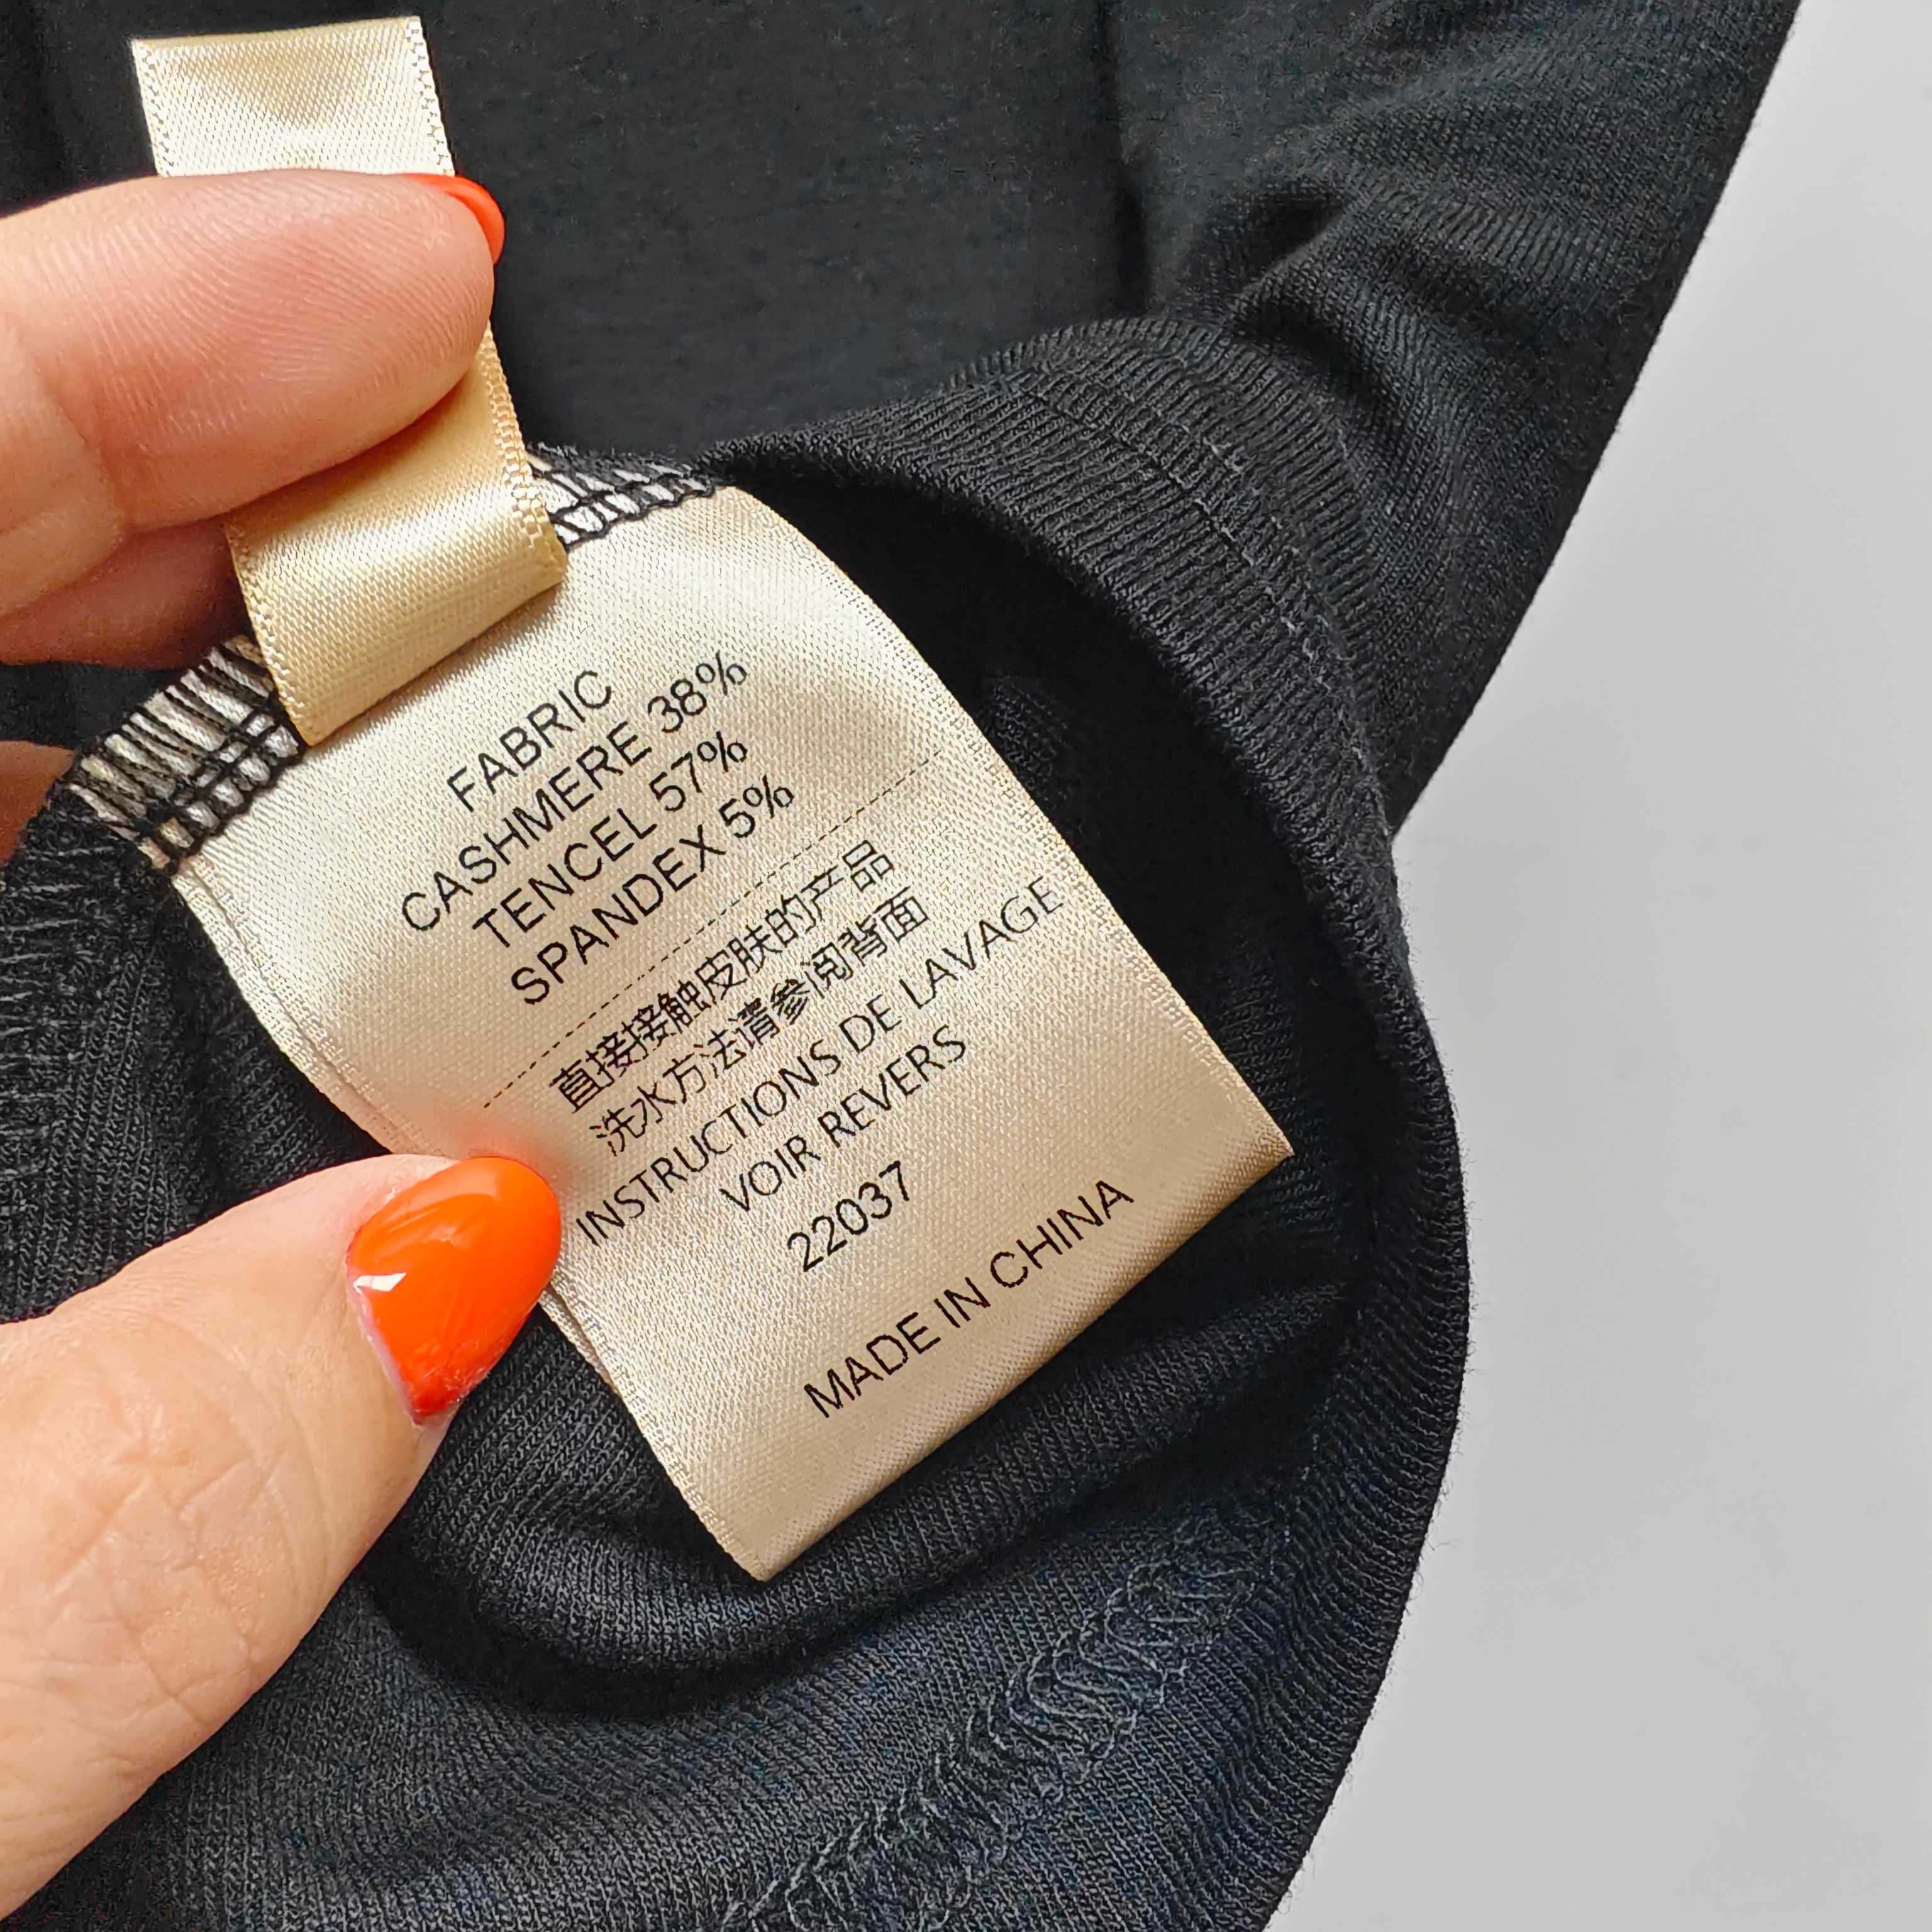 FABRIC
CASHMERE 38%
TENCEL 57%
SPANDEX 5%
直接接触皮肤的产品
洗水方法请参阅背面
INSTRUCTIONS DE LAVAGE
VOIR REVERS
22037
MADE IN CHINA